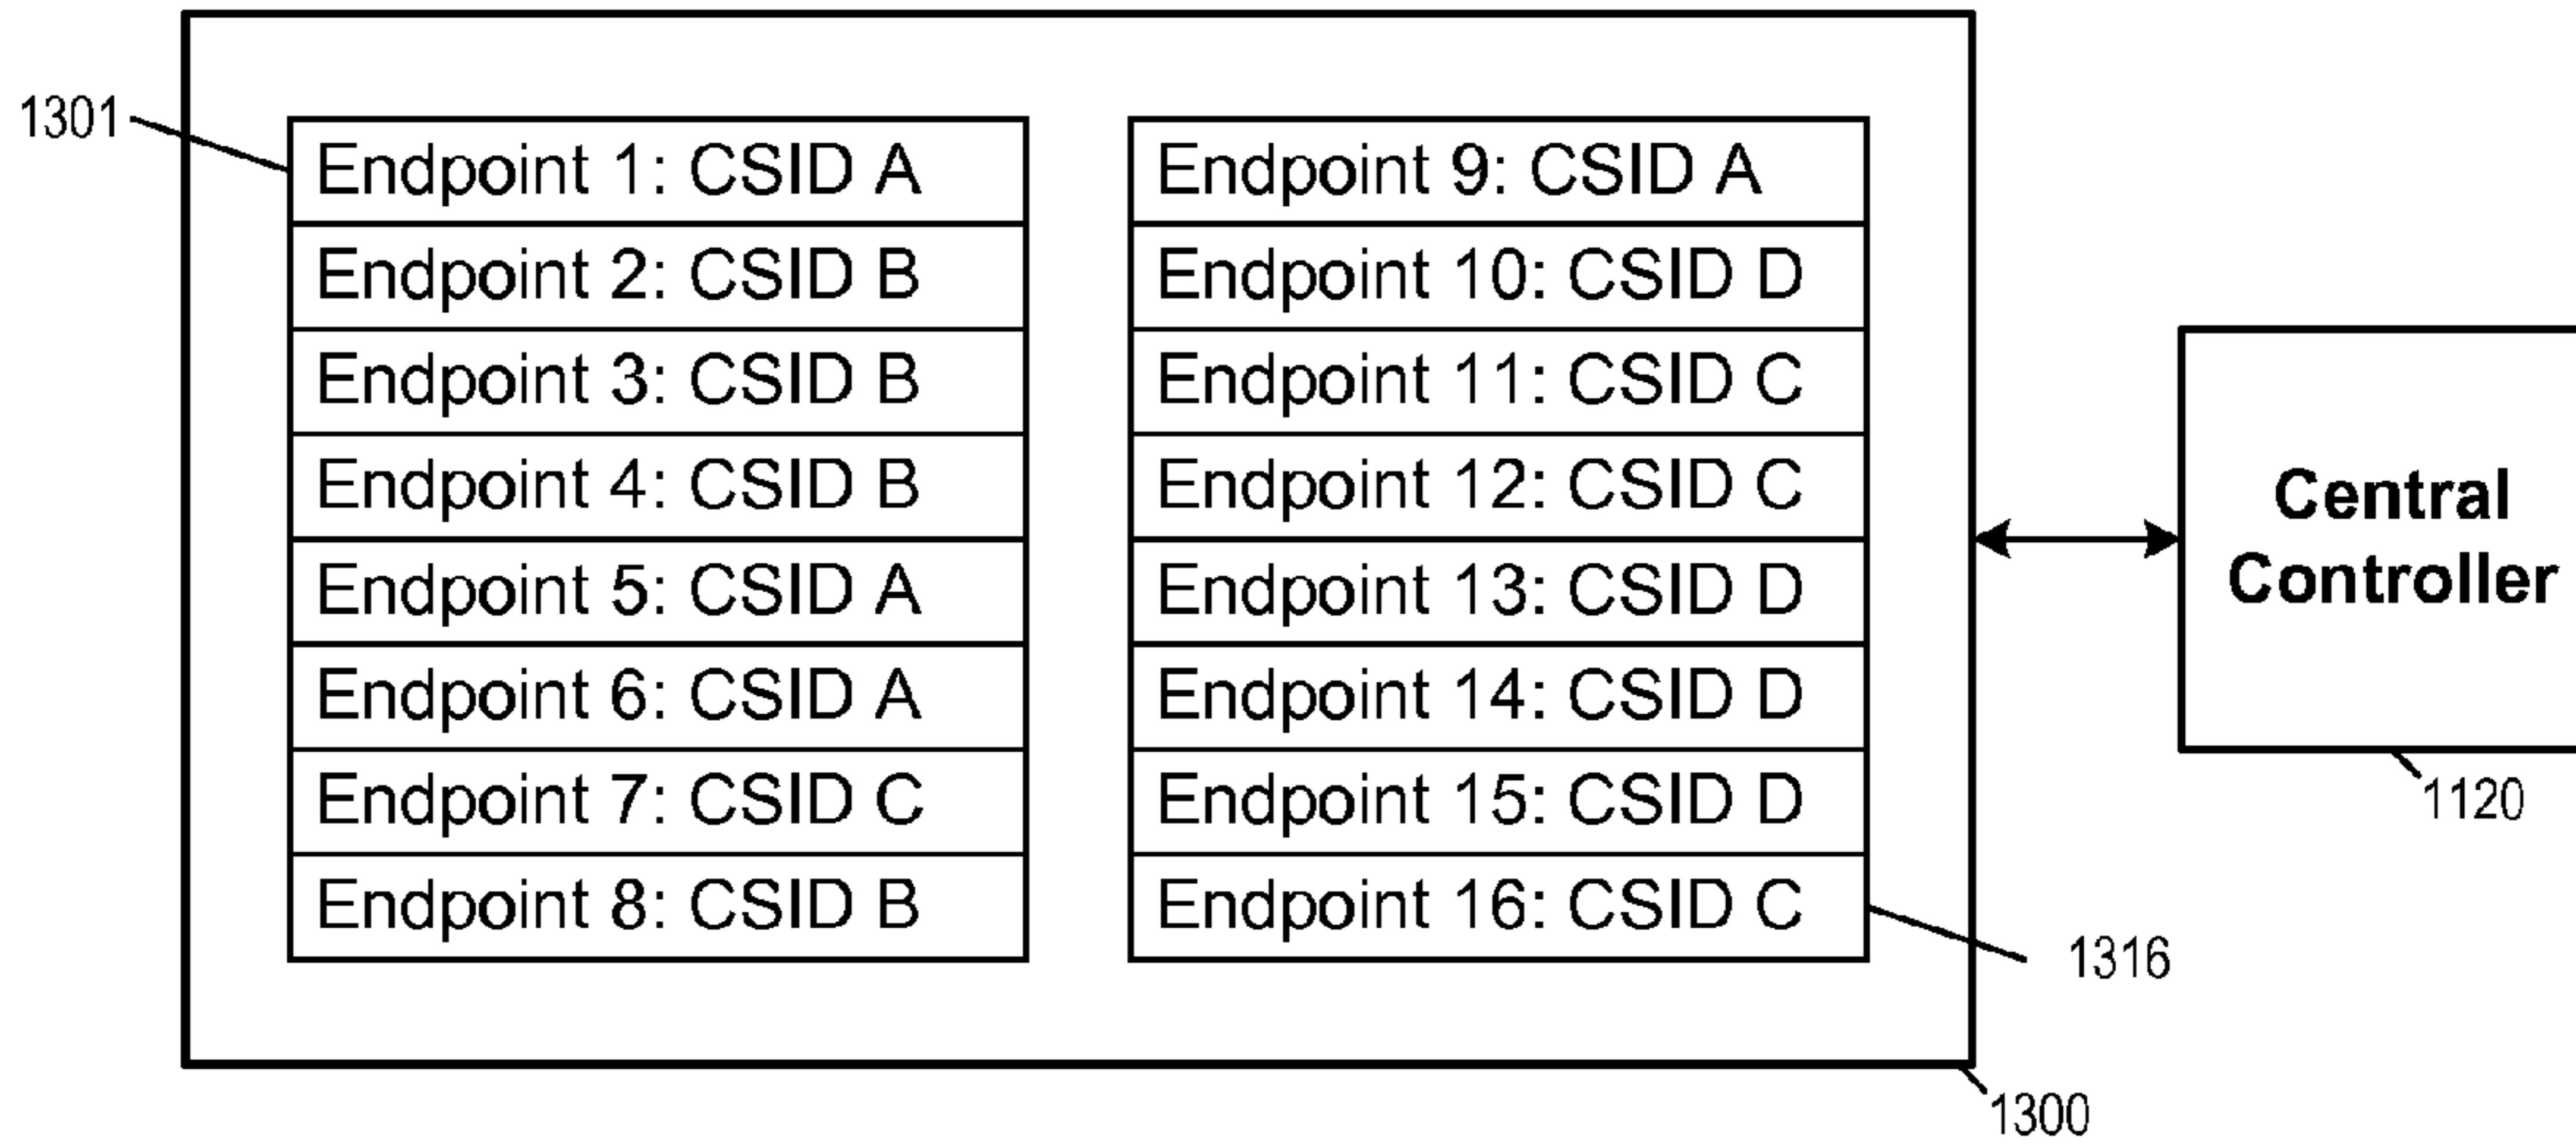 1301
Endpoint 1: CSID A
Endpoint 2: CSID B
Endpoint 3: CSID B
Endpoint 4: CSID B
Endpoint 5: CSID A
Endpoint 6: CSID A
Endpoint 7: CSID C
Endpoint 8: CSID B
Endpoint 9: CSID A
Endpoint 10: CSID D
Endpoint 11: CSID C
Endpoint 12: CSID C
Endpoint 13: CSID D
Endpoint 14: CSID D
Endpoint 15: CSID D
Endpoint 16: CSID C
1316
1300
Central
Controller
1120